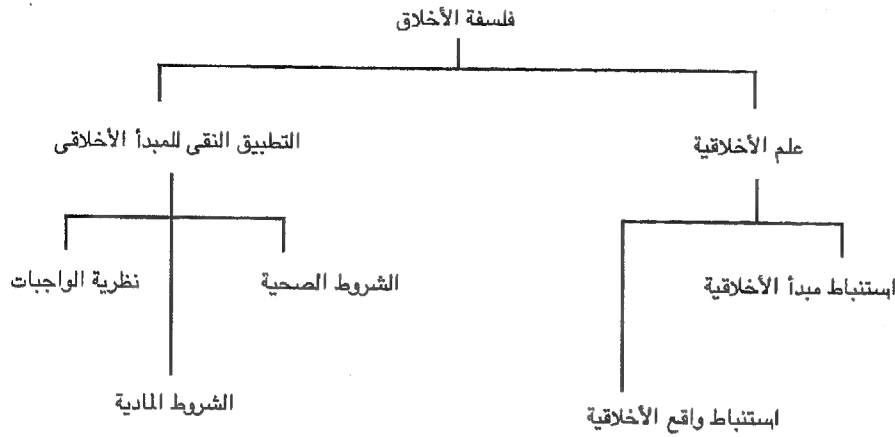 فلسفة الأخلاق
علم الأخلاقية
التطبيق النقى للمبدأ الأخلاقى
استنباط مبدأ الأخلاقية
الشروط الصحية
نظرية الواجبات
استنباط واقع الأخلاقية
الشروط المادية